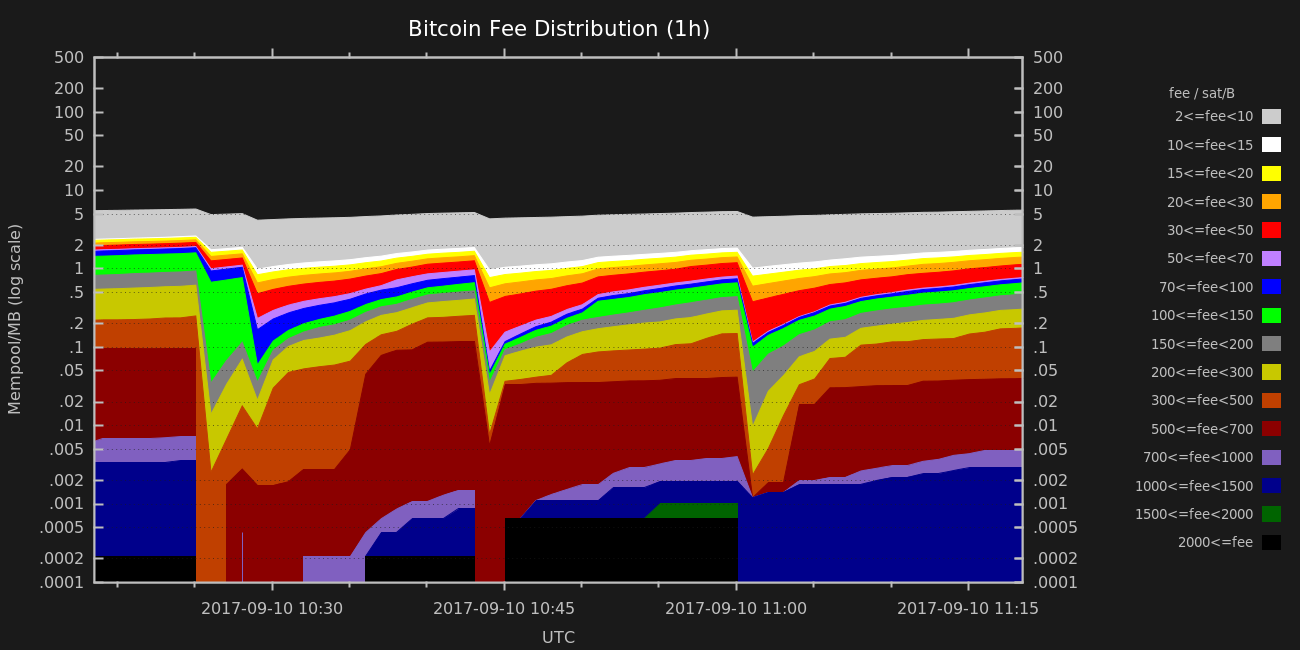 Bitcoin Fee Distribution (1h)
500
200
100
50
20
10
5
2
1
.5
.2
.1
.05
.02
.01
.005
.002
.001
.0005
.0002
.0001
Mempool/MB (log scale)
500
200
100
50
20
10
5
2
1
.5
.2
.1
.05
.02
.01
.005
.002
.001
.0005
.0002
.0001
2017-09-10 10:30
2017-09-10 10:45
2017-09-10 11:00
2017-09-10 11:15
UTC
fee / sat/B
2<=fee<10
10<=fee<15
15<=fee<20
20<=fee<30
30<=fee<50
50<=fee<70
70<=fee<100
100<=fee<150
150<=fee<200
200<=fee<300
300<=fee<500
500<=fee<700
700<=fee<1000
1000<=fee<1500
1500<=fee<2000
2000<=fee